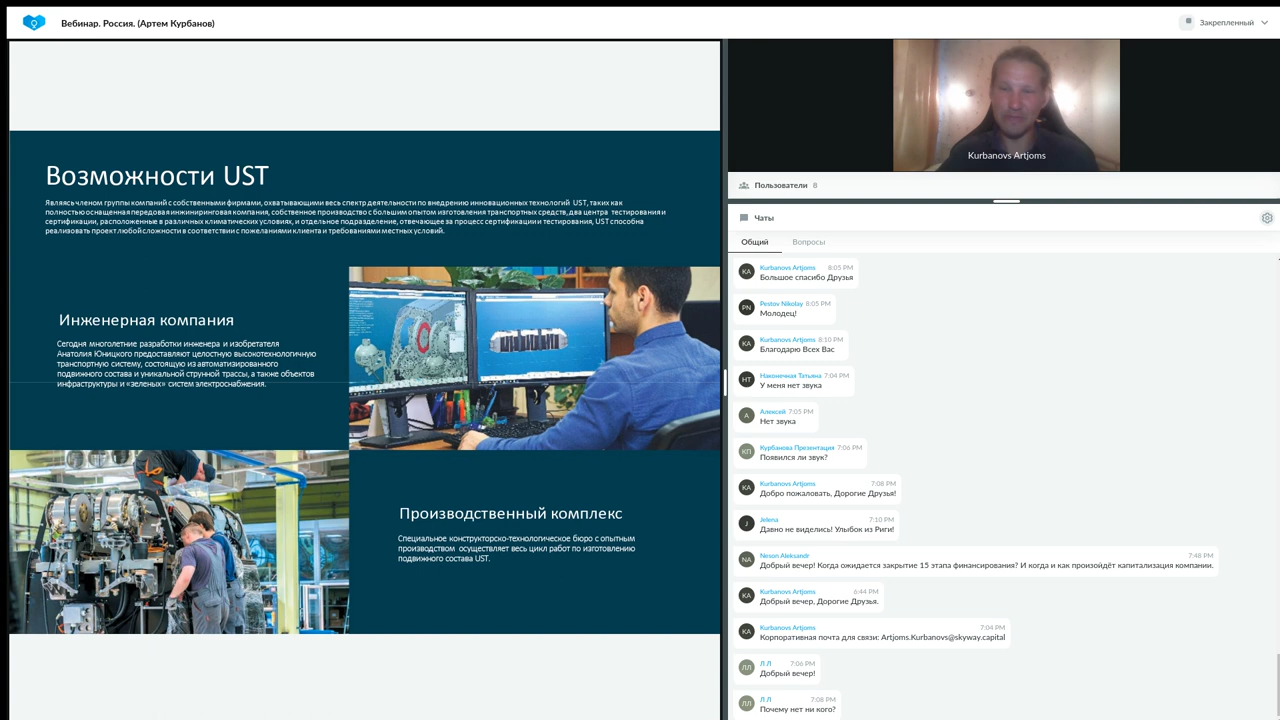 Вебинар. Россия. (Артем Курбанов)
Закрепленный
Возможности UST
Являясь членом группы компаний с собственными фирмами, охватывающими весь спектр деятельности по внедрению инновационных технологий UST, таких как
полностью оснащенная передовая инжиниринговая компания, собственное производство с большим опытом изготовления транспортных средств, два центра тестирования и
сертификации, расположенные в различных климатических условиях, и отдельное подразделение, отвечающее за процесс сертификации и тестирования, UST способна
реализовать проект любой сложности в соответствии с пожеланиями клиента и требованиями местных условий.
Инженерная компания
Сегодня многолетние разработки инженера и изобретателя
Анатолия Юницкого предоставляют целостную высокотехнологичную
транспортную систему, состоящую из автоматизированного
подвижного состава и уникальной струнной трассы, а также объектов
инфраструктуры и «зеленых» систем электроснабжения.
Производственный комплекс
Специальное конструкторско-технологическое бюро с опытным
производством осуществляет весь цикл работ по изготовлению
подвижного состава UST.
Kurbanovs Artjoms
Пользователи 8
Чаты
Общий Вопросы
KA Kurbanovs Artjoms 8:05 PM
Большое спасибо Друзья
PN Pestov Nikolay 8:05 PM
Молодец!
KA Kurbanovs Artjoms 8:10 PM
Благодарю Всех Вас
НТ Наконечная Татьяна 7:04 PM
У меня нет звука
А Алексей 7:05 PM
Нет звука
КП Курбанова Презентация 7:06 PM
Появился ли звук?
KA Kurbanovs Artjoms 7:08 PM
Добро пожаловать, Дорогие Друзья!
J Jelena 7:10 PM
Давно не виделись! Улыбок из Риги!
NA Neson Aleksandr 7:48 PM
Добрый вечер! Когда ожидается закрытие 15 этапа финансирования? И когда и как произойдёт капитализация компании.
KA Kurbanovs Artjoms 6:44 PM
Добрый вечер, Дорогие Друзья.
KA Kurbanovs Artjoms 7:04 PM
Корпоративная почта для связи: Artjoms.Kurbanovs@skyway.capital
ЛЛ Л Л 7:06 PM
Добрый вечер!
ЛЛ Л Л 7:08 PM
Почему нет ни кого?